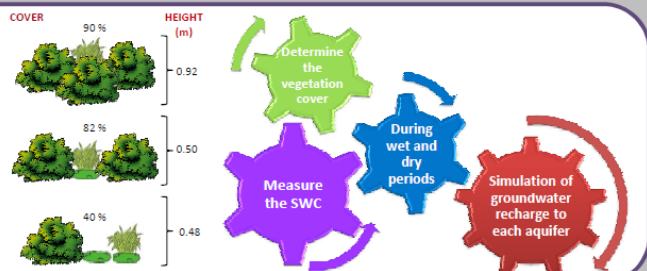 COVER
HEIGHT
(m)
90 %
0.92
82 %
0.50
40 %
0.48
Determine
the
vegetation
cover
During
wet and
dry
periods
Measure
the SWC
Simulation of
groundwater
recharge to
each aquifer